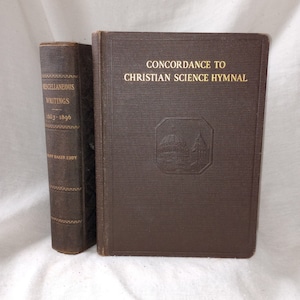 MISCELLANEOUS
WRITINGS
1883-1896
MARY BAKER EDDY
CONCORDANCE TO
CHRISTIAN SCIENCE HYMNAL